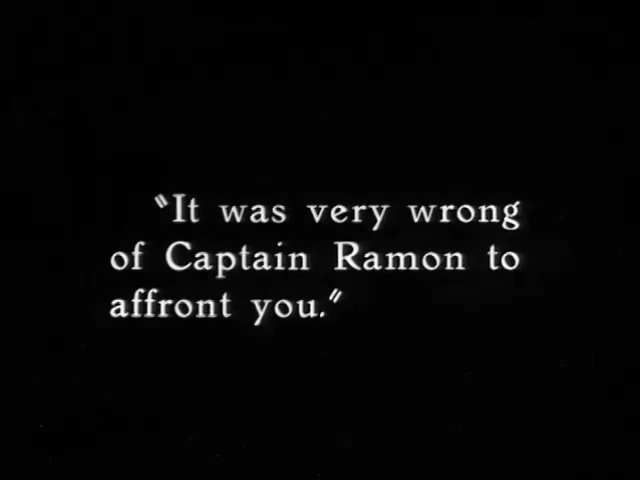 "It was very wrong
of Captain Ramon to
affront you."